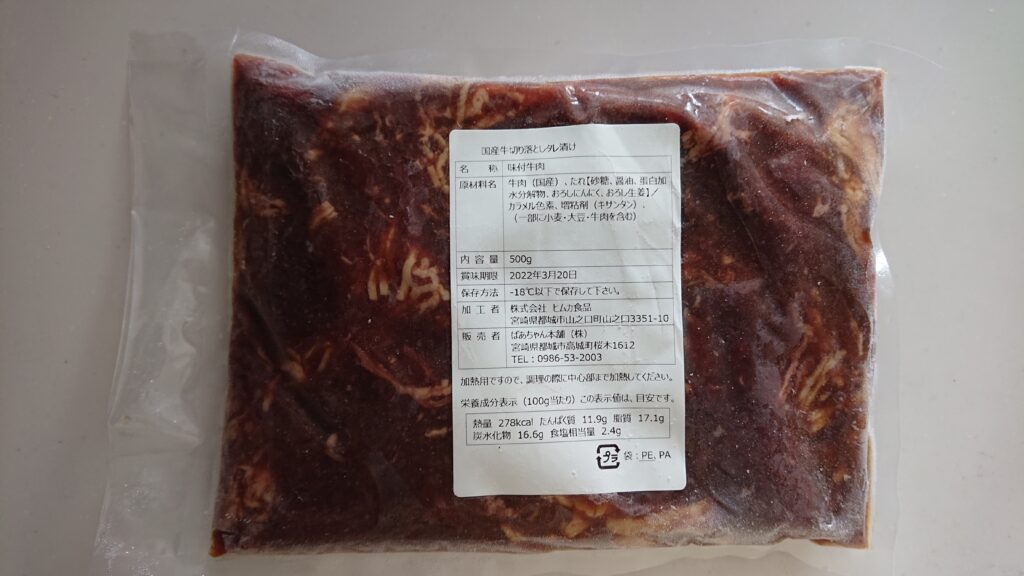 国産牛切り落としタレ漬け
名 称 味付牛肉
原材料名 牛肉（国産）、たれ【砂糖、醤油、蛋白加
水分解物、おろしにんにく、おろし生姜】／
カラメル色素、増粘剤（キサンタン）、
（一部に小麦・大豆・牛肉を含む）
内 容 量 500g
賞味期限 2022年3月20日
保存方法 -18℃以下で保存して下さい。
加 工 者 株式会社 ヒムカ食品
宮崎県都城市山之口町山之口3351-10
販 売 者 ばあちゃん本舗（株）
宮崎県都城市高城町桜木1612
TEL：0986-53-2003
加熱用ですので、調理の際に中心部まで加熱してください。
栄養成分表示（100g当たり）この表示値は、目安です。
熱量 278kcal たんぱく質 11.9g 脂質 17.1g
炭水化物 16.6g 食塩相当量 2.4g
プラ 袋：PE, PA